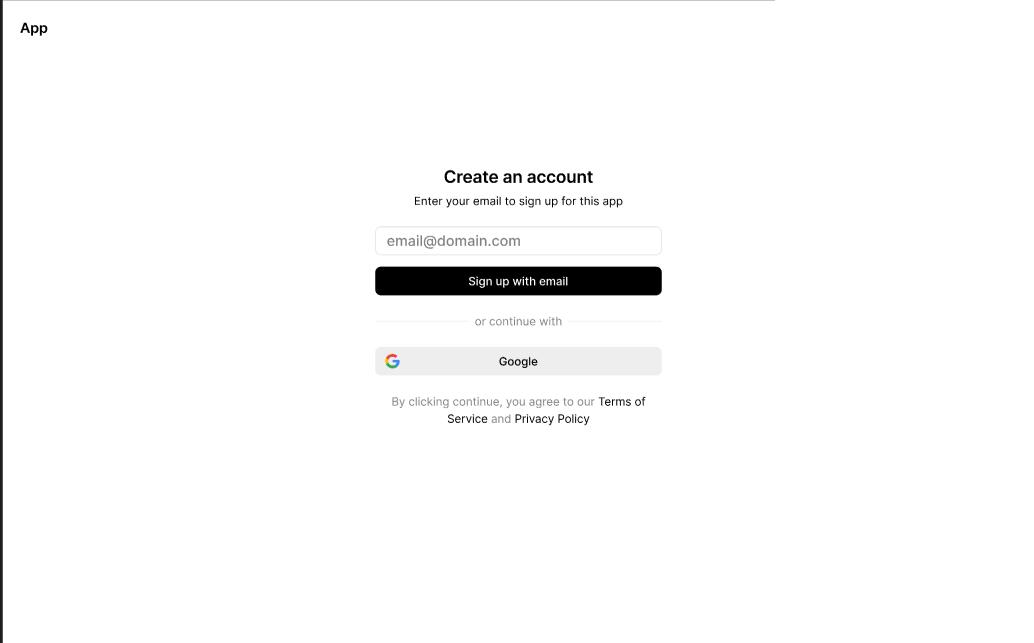 App
Create an account
Enter your email to sign up for this app
email@domain.com
Sign up with email
or continue with
Google
By clicking continue, you agree to our Terms of
Service and Privacy Policy